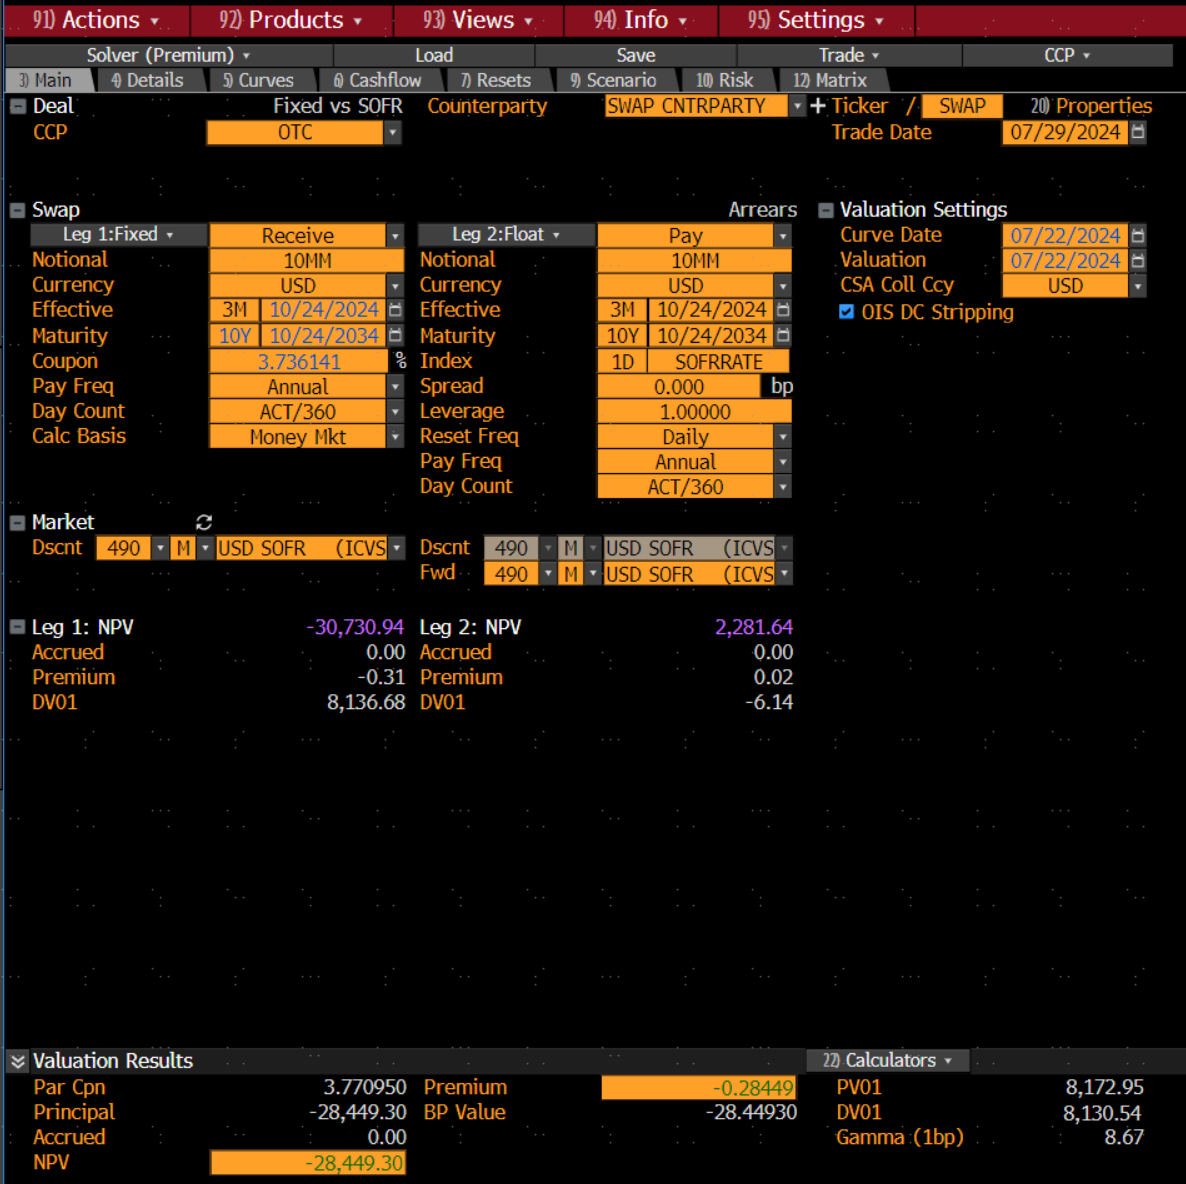 91) Actions 92) Products 93) Views 94) Info 95) Settings
Solver (Premium) Load Save Trade CCP
3) Main 4) Details 5) Curves 6) Cashflow 7) Resets 9) Scenario 10) Risk 12) Matrix
Deal Fixed vs SOFR Counterparty SWAP CNTRPARTY Ticker / SWAP 20) Properties
CCP OTC Trade Date 07/29/2024
Swap Arrears Valuation Settings
Leg 1:Fixed Receive Leg 2:Float Pay Curve Date 07/22/2024
Notional 10MM Notional 10MM Valuation 07/22/2024
Currency USD Currency USD CSA Coll Ccy USD
Effective 3M 10/24/2024 Effective 3M 10/24/2024 OIS DC Stripping
Maturity 10Y 10/24/2034 Maturity 10Y 10/24/2034
Coupon 3.736141 % Index 1D SOFRRATE
Pay Freq Annual Spread 0.000 bp
Day Count ACT/360 Leverage 1.00000
Calc Basis Money Mkt Reset Freq Daily
Pay Freq Annual
Day Count ACT/360
Market
Dscnt 490 M USD SOFR (ICVS Dscnt 490 M USD SOFR (ICVS
Fwd 490 M USD SOFR (ICVS
Leg 1: NPV -30,730.94 Leg 2: NPV 2,281.64
Accrued 0.00 Accrued 0.00
Premium -0.31 Premium 0.02
DV01 8,136.68 DV01 -6.14
Valuation Results 22) Calculators
Par Cpn 3.770950 Premium -0.28449 PV01 8,172.95
Principal -28,449.30 BP Value -28.44930 DV01 8,130.54
Accrued 0.00 Gamma (1bp) 8.67
NPV -28,449.30